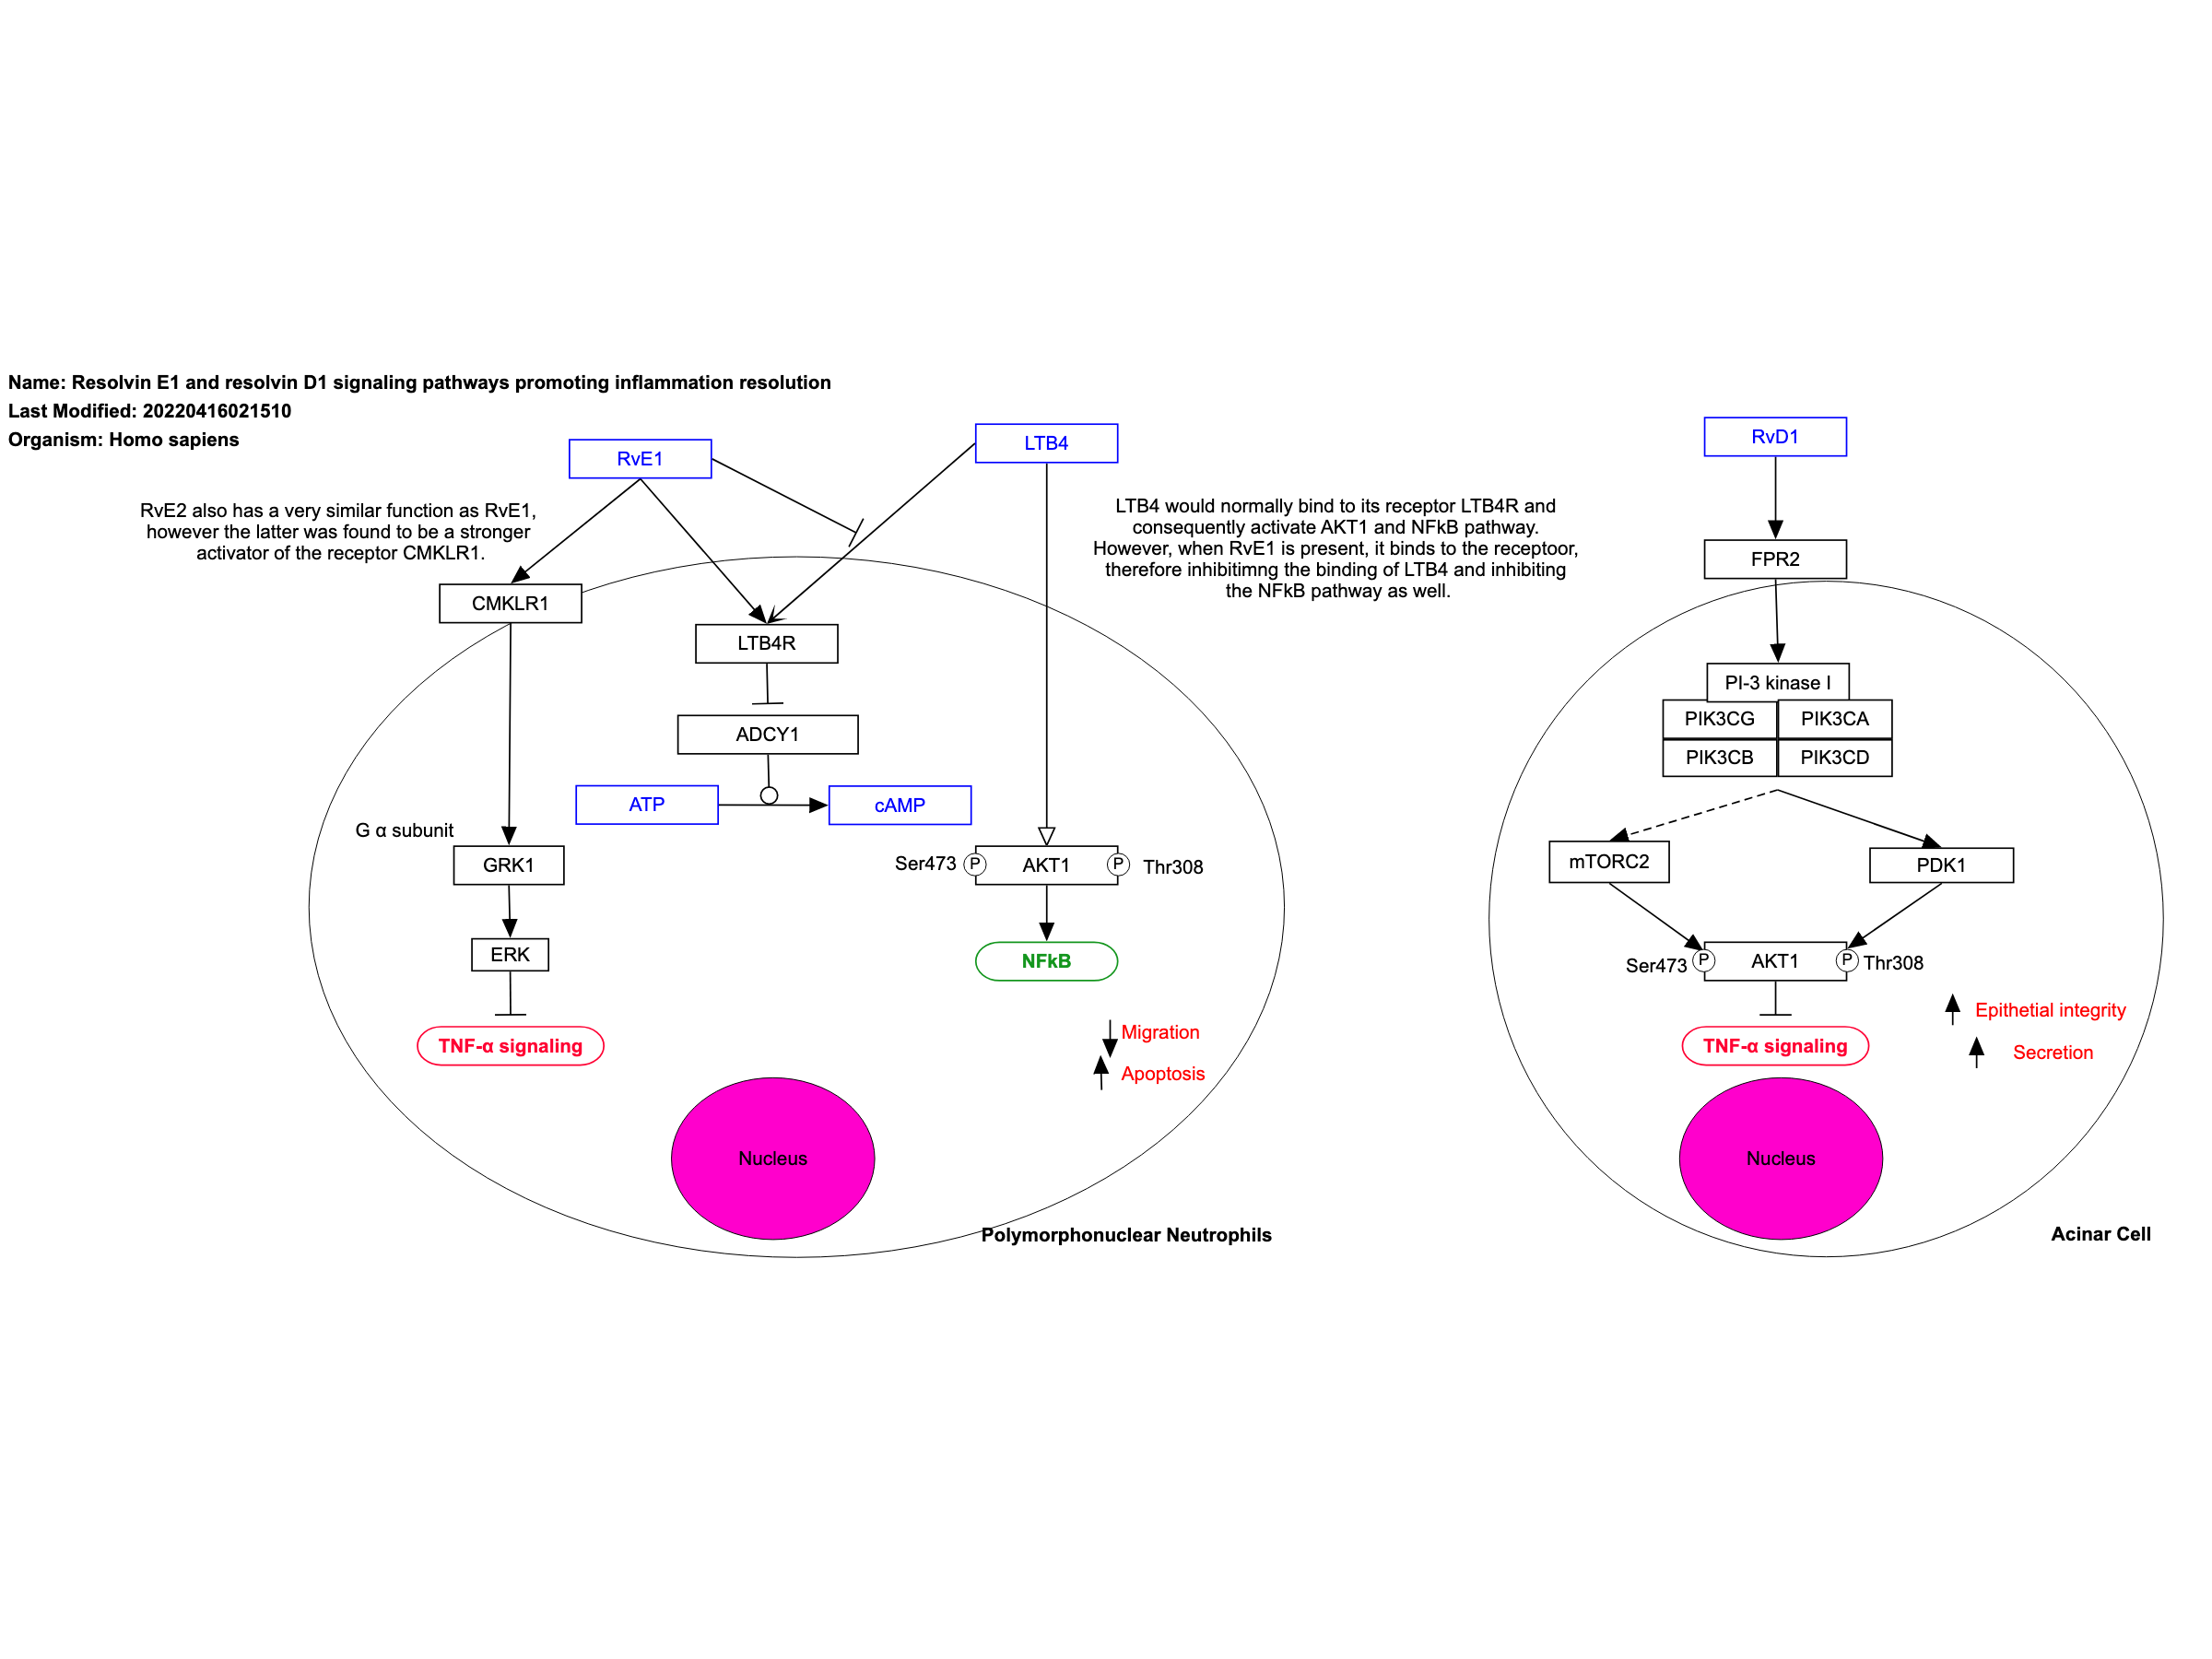 Name: Resolvin E1 and resolvin D1 signaling pathways promoting inflammation resolution
Last Modified: 20220416021510
Organism: Homo sapiens
RvE1
LTB4
RvD1
RvE2 also has a very similar function as RvE1,
however the latter was found to be a stronger
activator of the receptor CMKLR1.
LTB4 would normally bind to its receptor LTB4R and
consequently activate AKT1 and NFkB pathway.
However, when RvE1 is present, it binds to the receptoor,
therefore inhibitimng the binding of LTB4 and inhibiting
the NFkB pathway as well.
FPR2
CMKLR1
LTB4R
PI-3 kinase I
PIK3CG
PIK3CA
PIK3CB
PIK3CD
ADCY1
ATP
cAMP
G α subunit
GRK1
Ser473
P
AKT1
P
Thr308
mTORC2
PDK1
ERK
NFkB
Ser473
P
AKT1
P
Thr308
TNF-α signaling
Migration
Apoptosis
TNF-α signaling
Epithetial integrity
Secretion
Nucleus
Nucleus
Polymorphonuclear Neutrophils
Acinar Cell